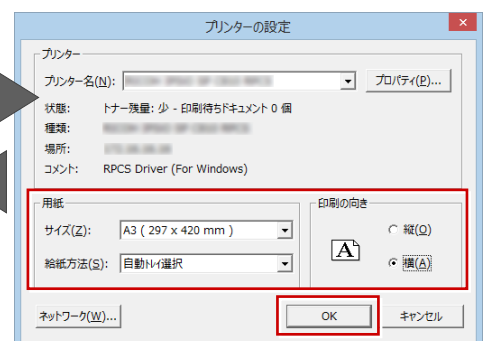 プリンターの設定
プリンター
プリンター名(N):
プロパティ(P)...
状態: トナー残量: 少 - 印刷待ちドキュメント 0 個
種類:
場所:
コメント: RPCS Driver (For Windows)
用紙
サイズ(Z): A3 ( 297 x 420 mm )
給紙方法(S): 自動トレイ選択
印刷の向き
A
縦(O)
横(A)
ネットワーク(W)...
OK
キャンセル